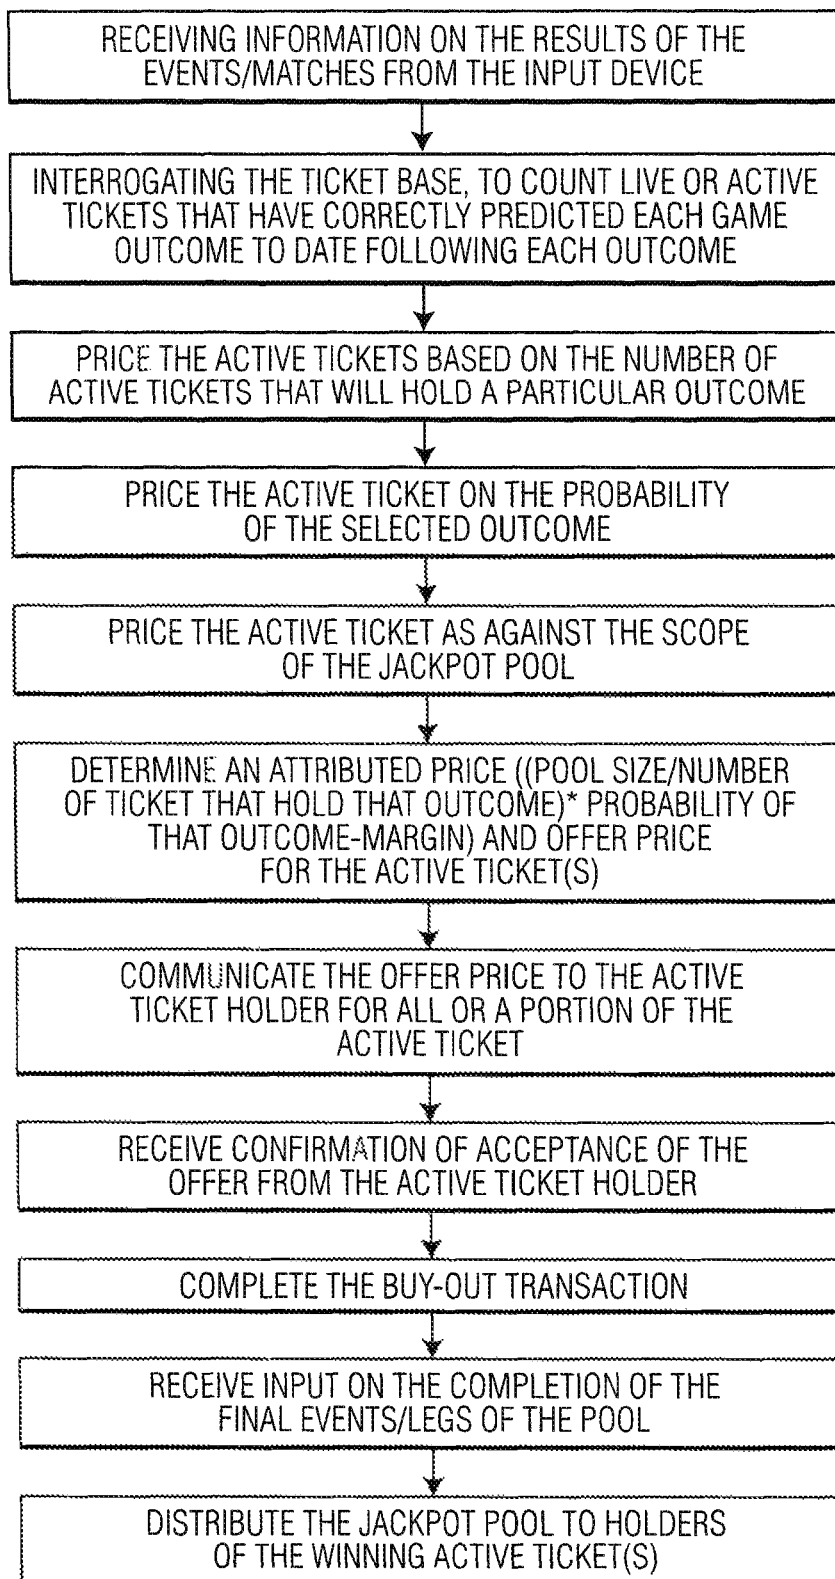 RECEIVING INFORMATION ON THE RESULTS OF THE
EVENTS/MATCHES FROM THE INPUT DEVICE
INTERROGATING THE TICKET BASE, TO COUNT LIVE OR ACTIVE
TICKETS THAT HAVE CORRECTLY PREDICTED EACH GAME
OUTCOME TO DATE FOLLOWING EACH OUTCOME
PRICE THE ACTIVE TICKETS BASED ON THE NUMBER OF
ACTIVE TICKETS THAT WILL HOLD A PARTICULAR OUTCOME
PRICE THE ACTIVE TICKET ON THE PROBABILITY
OF THE SELECTED OUTCOME
PRICE THE ACTIVE TICKET AS AGAINST THE SCOPE
OF THE JACKPOT POOL
DETERMINE AN ATTRIBUTED PRICE ((POOL SIZE/NUMBER
OF TICKET THAT HOLD THAT OUTCOME)* PROBABILITY OF
THAT OUTCOME-MARGIN) AND OFFER PRICE
FOR THE ACTIVE TICKET(S)
COMMUNICATE THE OFFER PRICE TO THE ACTIVE
TICKET HOLDER FOR ALL OR A PORTION OF THE
ACTIVE TICKET
RECEIVE CONFIRMATION OF ACCEPTANCE OF THE
OFFER FROM THE ACTIVE TICKET HOLDER
COMPLETE THE BUY-OUT TRANSACTION
RECEIVE INPUT ON THE COMPLETION OF THE
FINAL EVENTS/LEGS OF THE POOL
DISTRIBUTE THE JACKPOT POOL TO HOLDERS
OF THE WINNING ACTIVE TICKET(S)